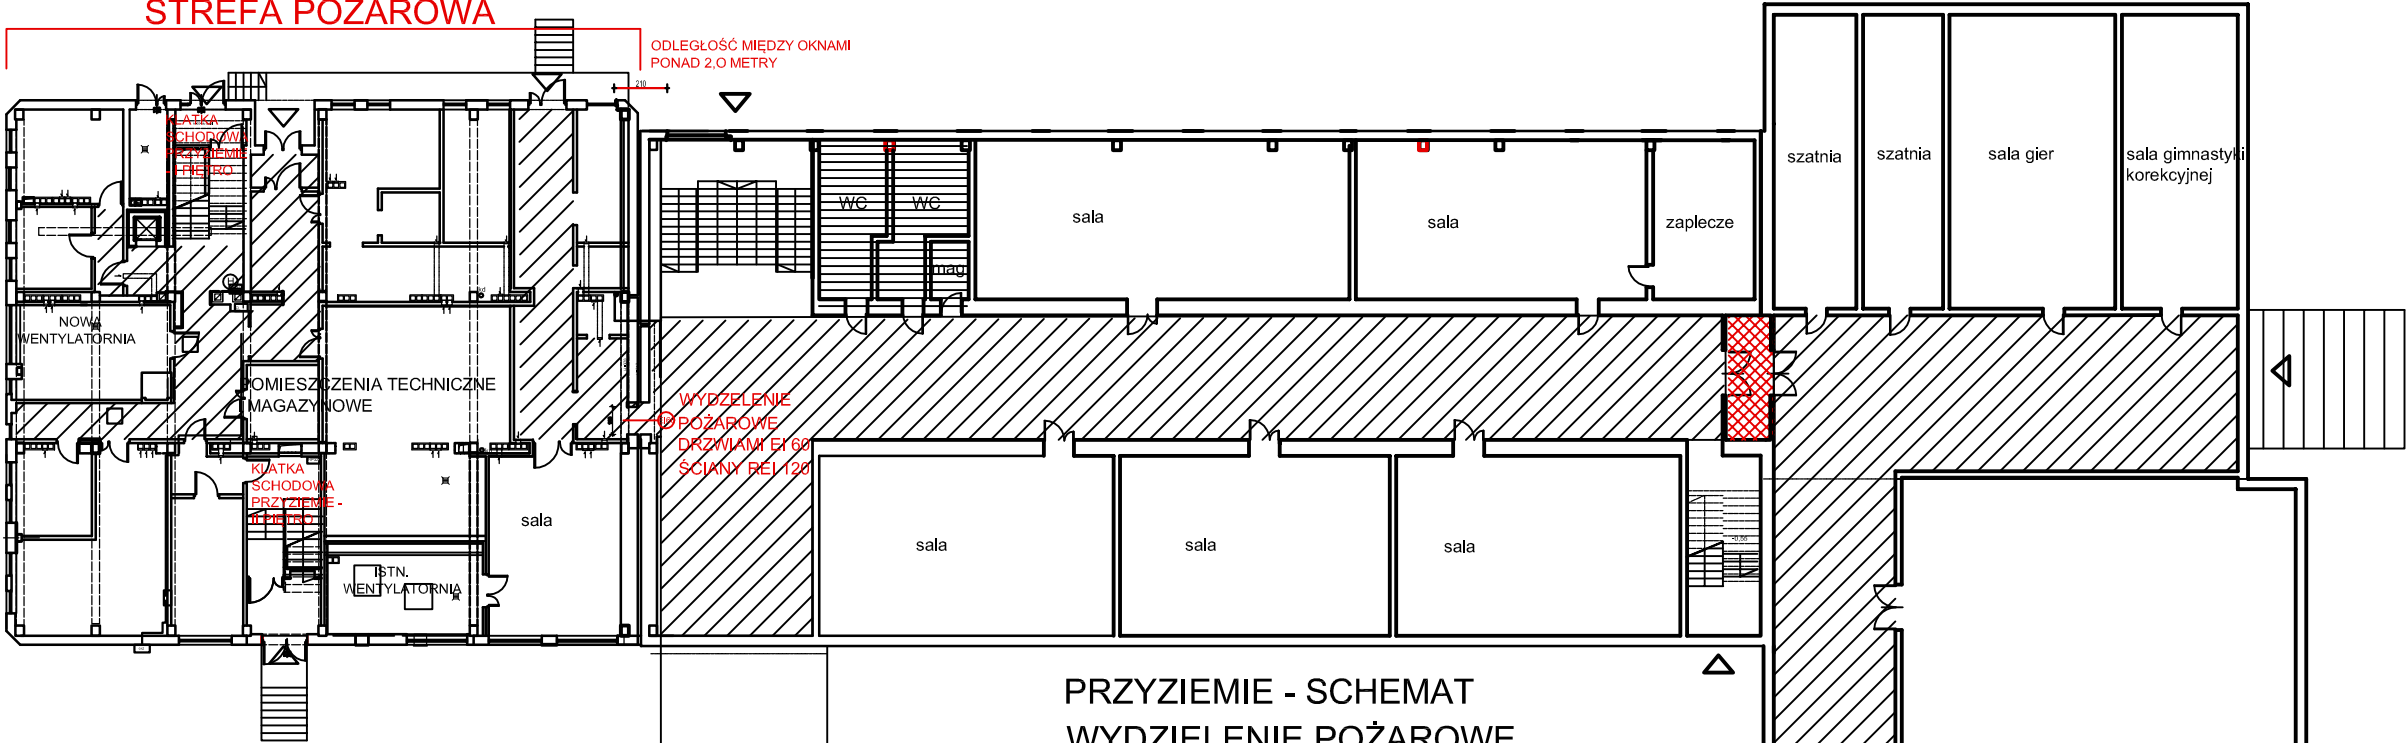 STREFA POŻAROWA
ODLEGŁOŚĆ MIĘDZY OKNAMI
PONAD 2,O METRY
210
KLATKA
SCHODOWA
PRZYZIEMIE
- I PIĘTRO
szatnia
szatnia
sala gier
sala gimnastyki
korekcyjnej
WC
WC
mag
sala
sala
zaplecze
H
NOWA
WENTYLATORNIA
POMIESZCZENIA TECHNICZNE
MAGAZYNOWE
WYDZELENIE
POŻAROWE
DRZWIAMI EI 60
ŚCIANY REI 120
KLATKA
SCHODOWA
PRZYZIEMIE -
II PIĘTRO
sala
ISTN.
WENTYLATORNIA
sala
sala
sala
PRZYZIEMIE - SCHEMAT
WYDZIELENIE POŻAROWE